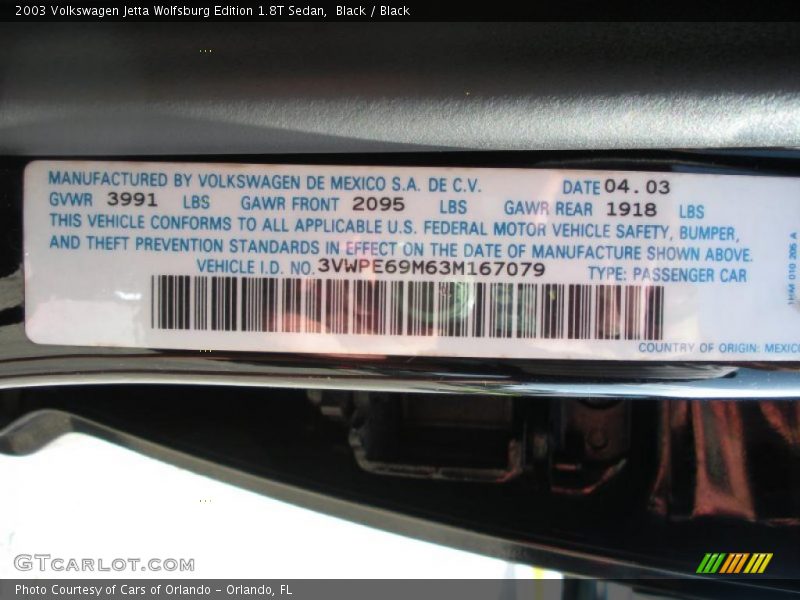 2003 Volkswagen Jetta Wolfsburg Edition 1.8T Sedan, Black / Black
MANUFACTURED BY VOLKSWAGEN DE MEXICO S.A. DE C.V. DATE 04.03
GVWR 3991 LBS GAWR FRONT 2095 LBS GAWR REAR 1918 LBS
THIS VEHICLE CONFORMS TO ALL APPLICABLE U.S. FEDERAL MOTOR VEHICLE SAFETY, BUMPER,
AND THEFT PREVENTION STANDARDS IN EFFECT ON THE DATE OF MANUFACTURE SHOWN ABOVE.
VEHICLE I.D. NO. 3VWPE69M63M167079 TYPE: PASSENGER CAR
COUNTRY OF ORIGIN: MEXICO
010 205 A
GTcarlot.com
Photo Courtesy of Cars of Orlando - Orlando, FL